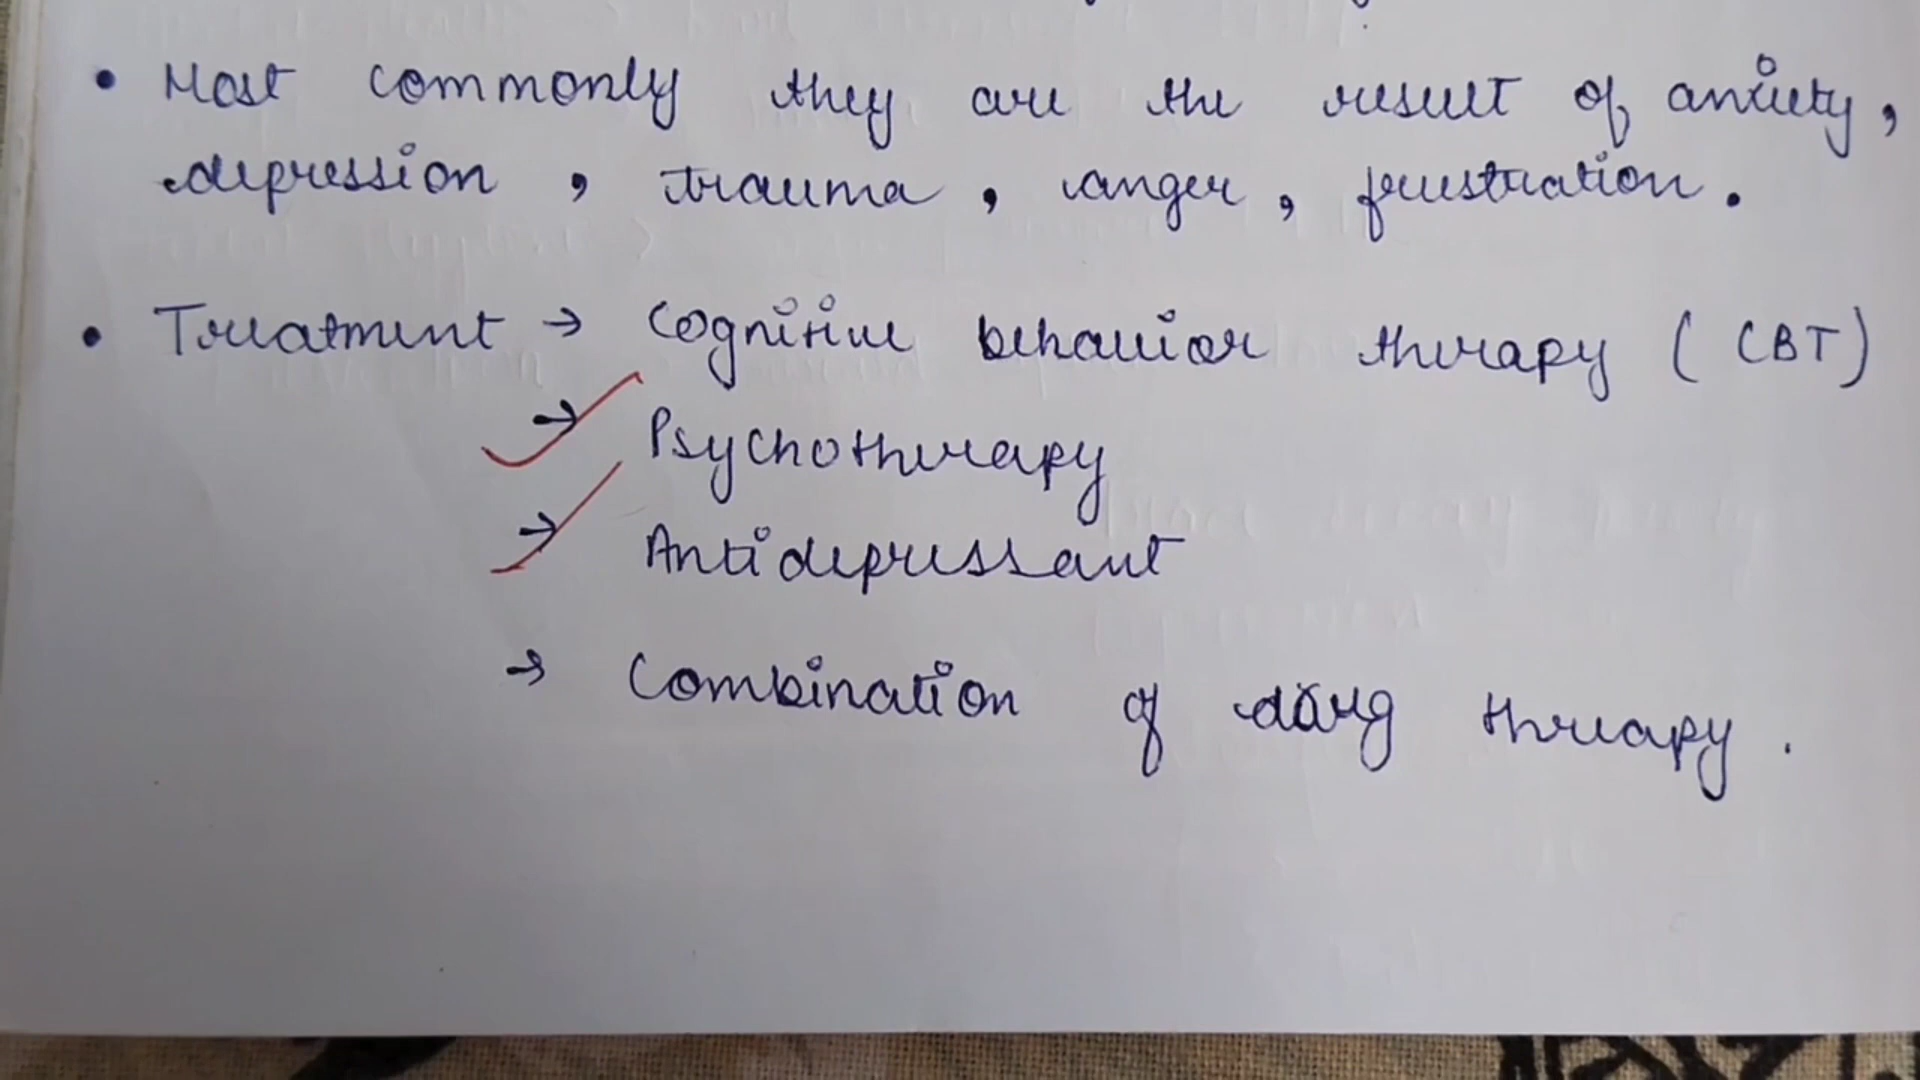 • Most commonly they are the result of anxiety,
depression, trauma, anger, frustration.
• Treatment → Cognitive behavior therapy (CBT)
→ Psychotherapy
→ Antidepressant
→ Combination of drug therapy.